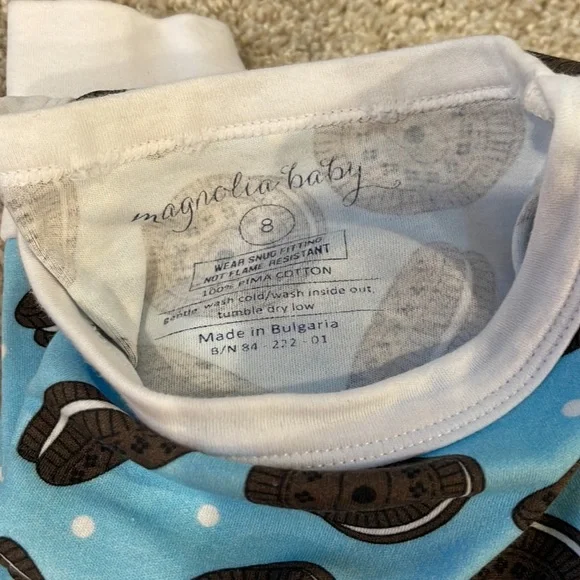 magnolia baby
8
WEAR SNUG FITTING
NOT FLAME RESISTANT
100% PIMA COTTON
gentle wash cold/wash inside out,
tumble dry low
Made in Bulgaria
B/N 84 - 222 - 01